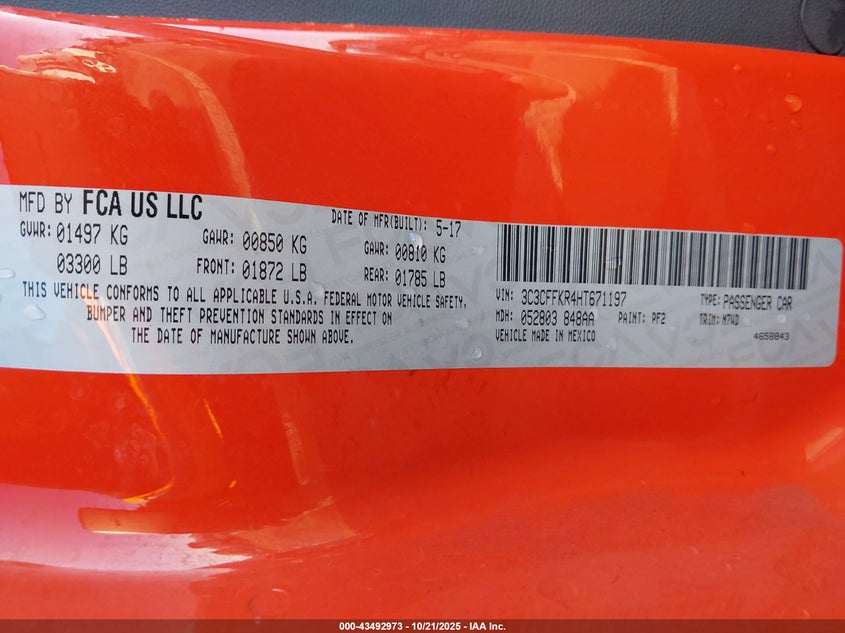 MFD BY FCA US LLC
DATE OF MFR(BUILT): 5-17
GVWR: 01497 KG GAWR: 00850 KG GAWR: 00810 KG
03300 LB FRONT: 01872 LB REAR: 01785 LB
THIS VEHICLE CONFORMS TO ALL APPLICABLE U.S.A. FEDERAL MOTOR VEHICLE SAFETY,
BUMPER AND THEFT PREVENTION STANDARDS IN EFFECT ON
THE DATE OF MANUFACTURE SHOWN ABOVE.
VIN: 3C3CFFKR4HT671197 TYPE: PASSENGER CAR
MDH: 052803 848AA PAINT: PF2 TRIM: N7WD
VEHICLE MADE IN MEXICO 4658843
000-43492973 - 10/21/2025 - IAA Inc.